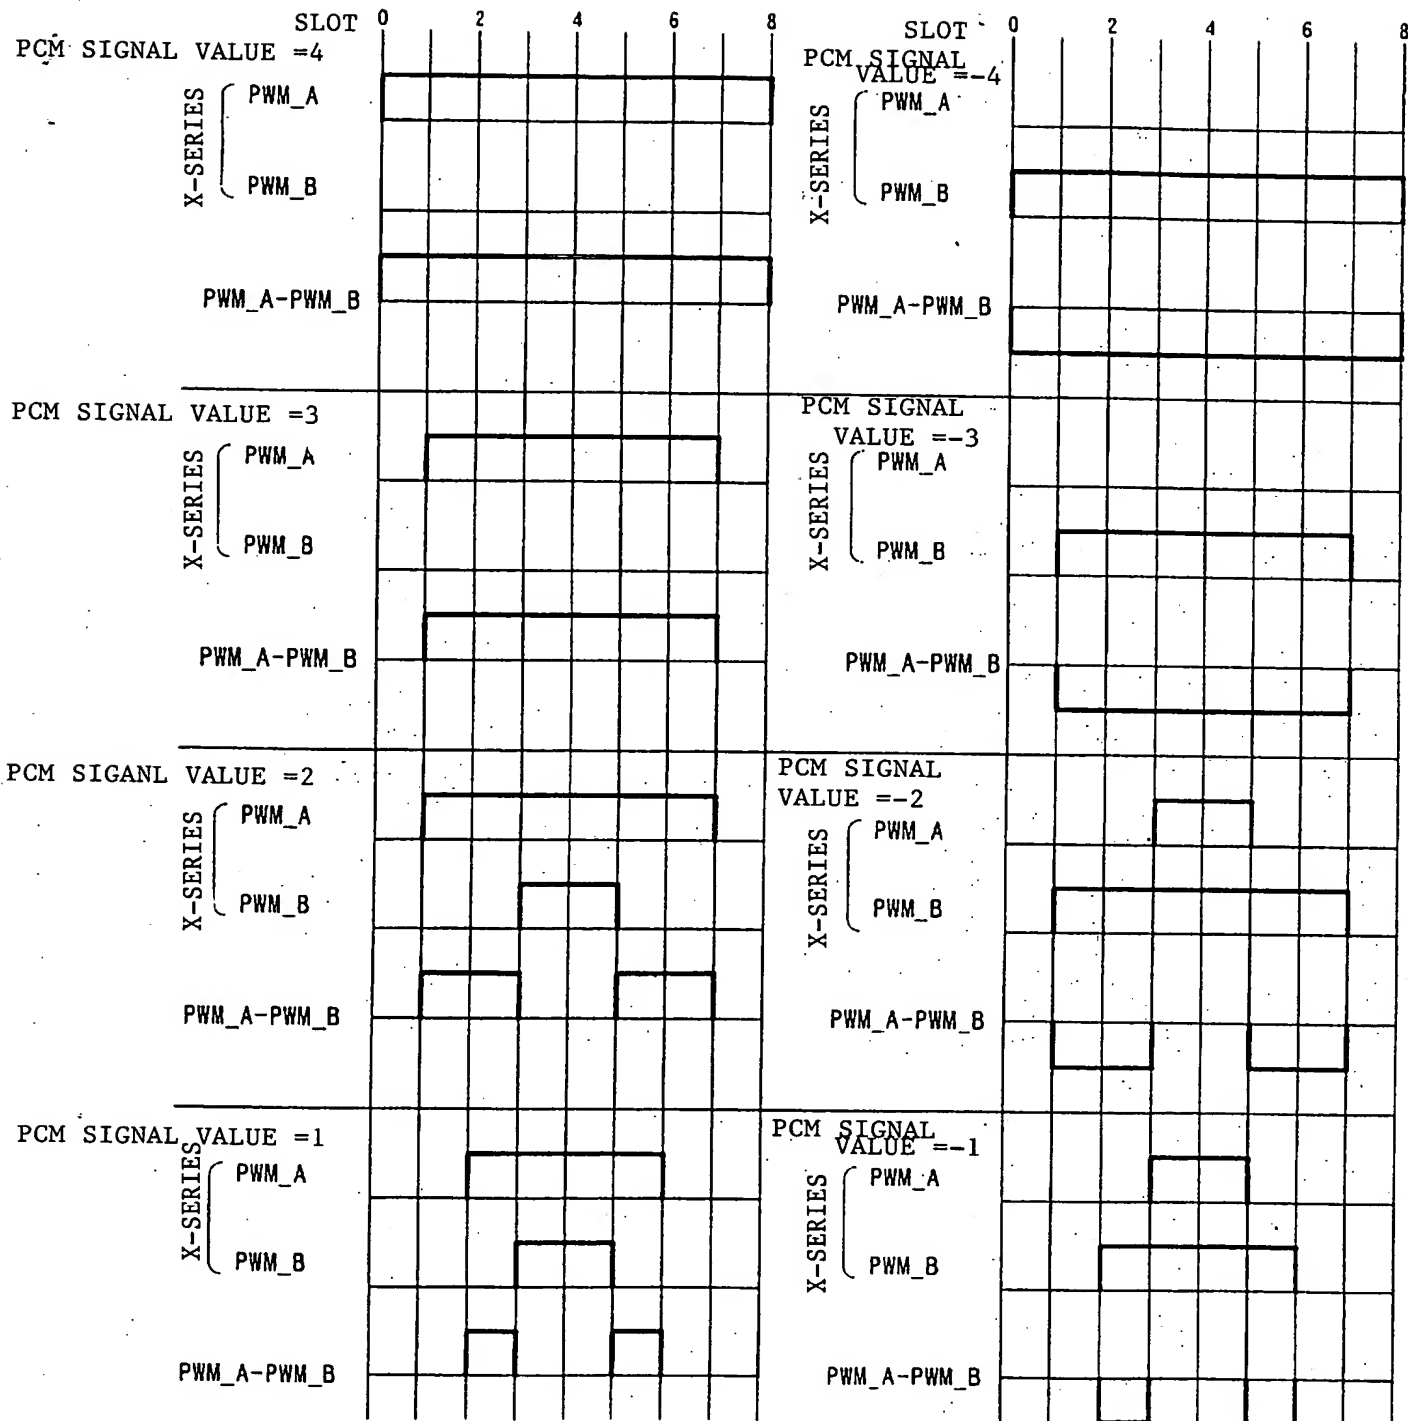 SLOT 0 2 4 6 8
PCM SIGNAL VALUE =4
X-SERIES
PWM_A
PWM_B
PWM_A-PWM_B
PCM SIGNAL VALUE =3
X-SERIES
PWM_A
PWM_B
PWM_A-PWM_B
PCM SIGANL VALUE =2
X-SERIES
PWM_A
PWM_B
PWM_A-PWM_B
PCM SIGNAL VALUE =1
X-SERIES
PWM_A
PWM_B
PWM_A-PWM_B
SLOT 0 2 4 6 8
PCM SIGNAL
VALUE =-4
X-SERIES
PWM_A
PWM_B
PWM_A-PWM_B
PCM SIGNAL
VALUE =-3
X-SERIES
PWM_A
PWM_B
PWM_A-PWM_B
PCM SIGNAL
VALUE =-2
X-SERIES
PWM_A
PWM_B
PWM_A-PWM_B
PCM SIGNAL
VALUE =-1
X-SERIES
PWM_A
PWM_B
PWM_A-PWM_B